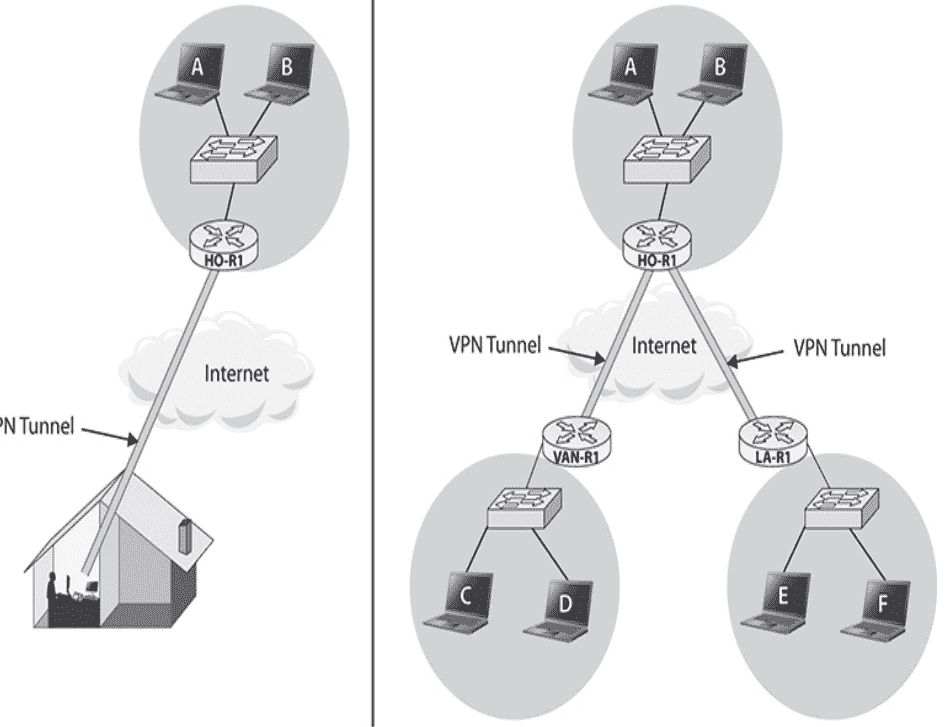 A
B
HO-R1
Internet
PN Tunnel
A
B
HO-R1
VPN Tunnel
Internet
VPN Tunnel
VAN-R1
LA-R1
C
D
E
F